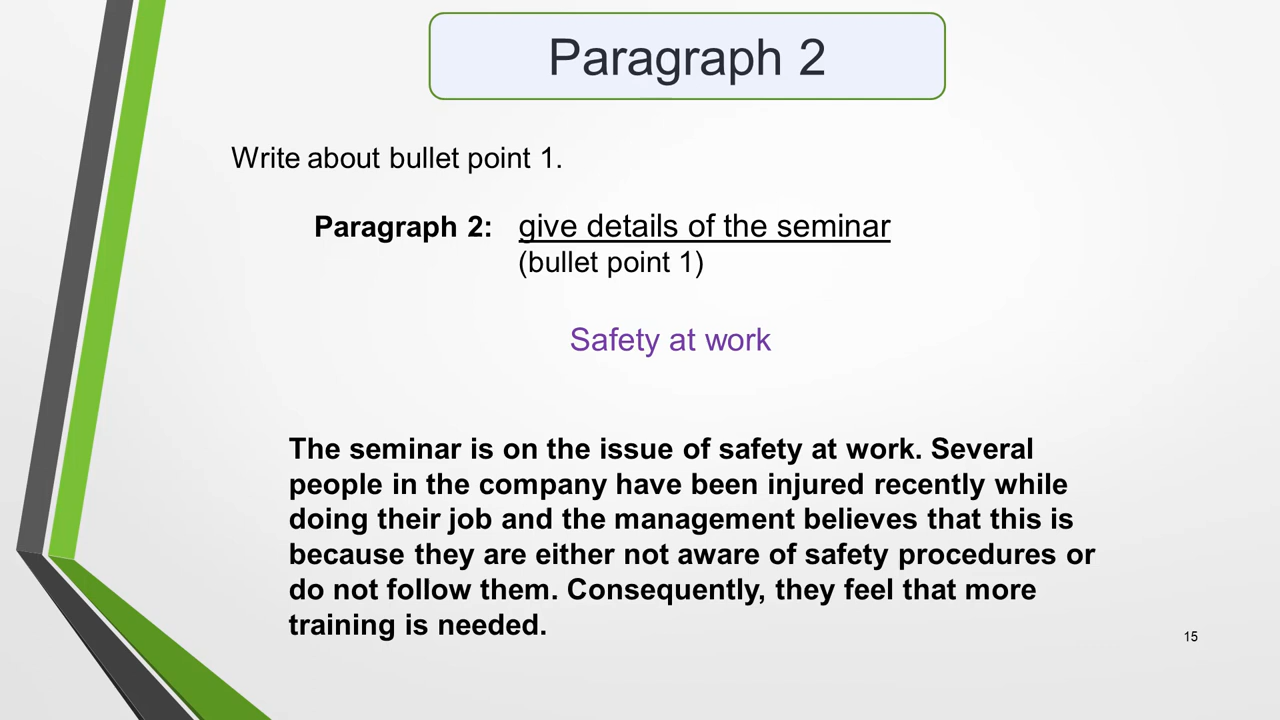 Paragraph 2
Write about bullet point 1.
Paragraph 2: give details of the seminar
(bullet point 1)
Safety at work
The seminar is on the issue of safety at work. Several
people in the company have been injured recently while
doing their job and the management believes that this is
because they are either not aware of safety procedures or
do not follow them. Consequently, they feel that more
training is needed.
15